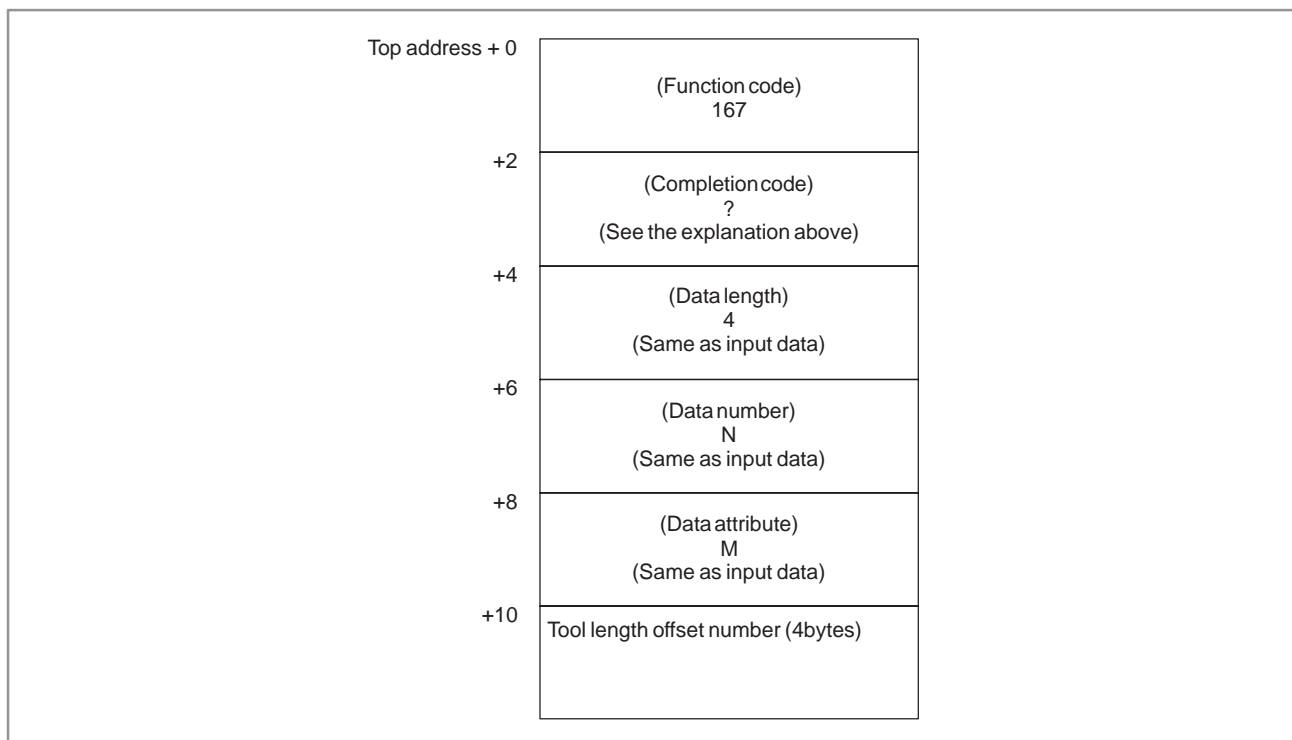 Top address + 0
(Function code)
167
+2
(Completion code)
?
(See the explanation above)
+4
(Data length)
4
(Same as input data)
+6
(Data number)
N
(Same as input data)
+8
(Data attribute)
M
(Same as input data)
+10
Tool length offset number (4bytes)